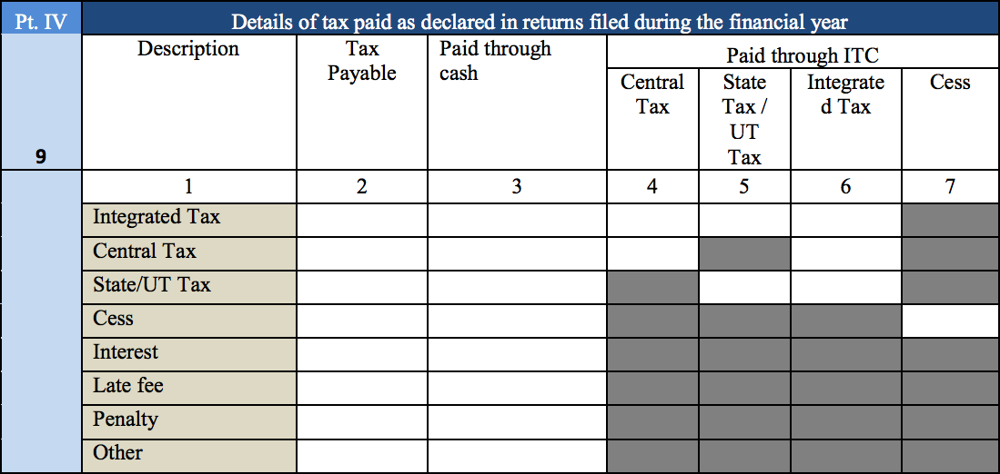 Pt. IV
Details of tax paid as declared in returns filed during the financial year
9
Description
Tax
Payable
Paid through
cash
Paid through ITC
Central
Tax
State
Tax /
UT
Tax
Integrate
d Tax
Cess
1
2
3
4
5
6
7
Integrated Tax
Central Tax
State/UT Tax
Cess
Interest
Late fee
Penalty
Other